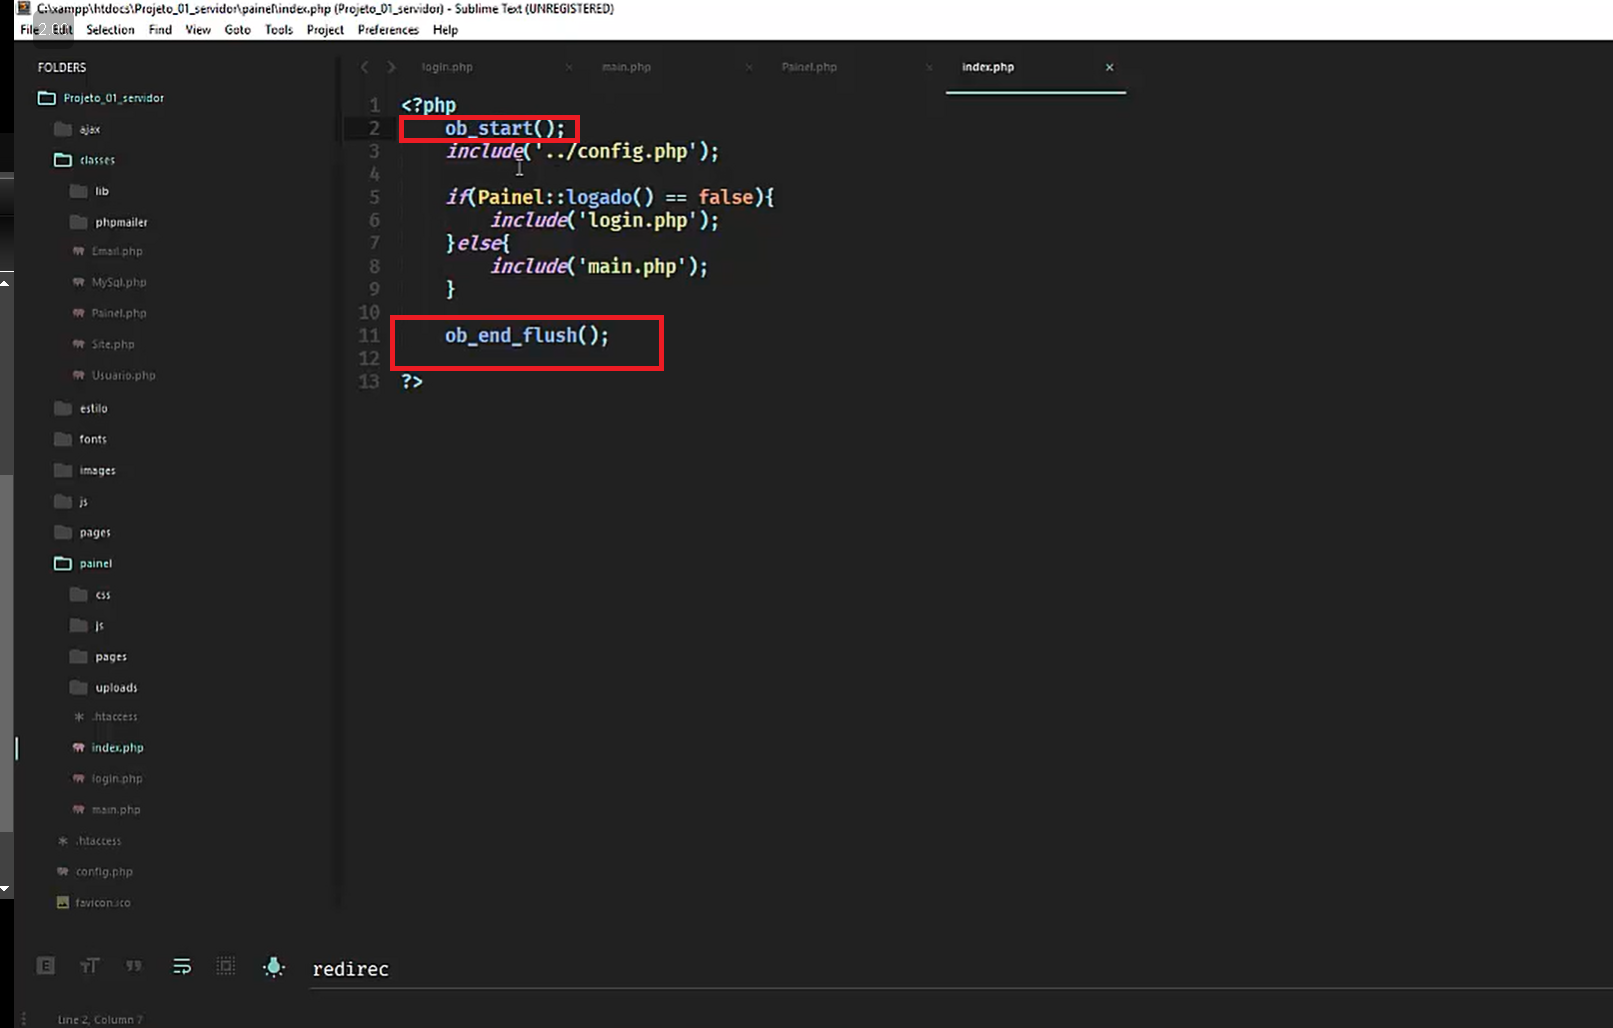 C:\xampp\htdocs\Projeto_01_servidor\painel\index.php (Projeto_01_servidor) - Sublime Text (UNREGISTERED)
File Edit Selection Find View Goto Tools Project Preferences Help
FOLDERS
Projeto_01_servidor
ajax
classes
lib
phpmailer
Email.php
MySql.php
Painel.php
Site.php
Usuario.php
estilo
fonts
images
js
pages
painel
css
js
pages
uploads
.htaccess
index.php
login.php
main.php
.htaccess
config.php
favicon.ico
login.php × main.php × Painel.php × index.php ×
1 <?php
2 ob_start();
3 include('../config.php');
4
5 if(Painel::logado() == false){
6 include('login.php');
7 }else{
8 include('main.php');
9 }
10
11 ob_end_flush();
12
13 ?>
redirec
Line 2, Column 7